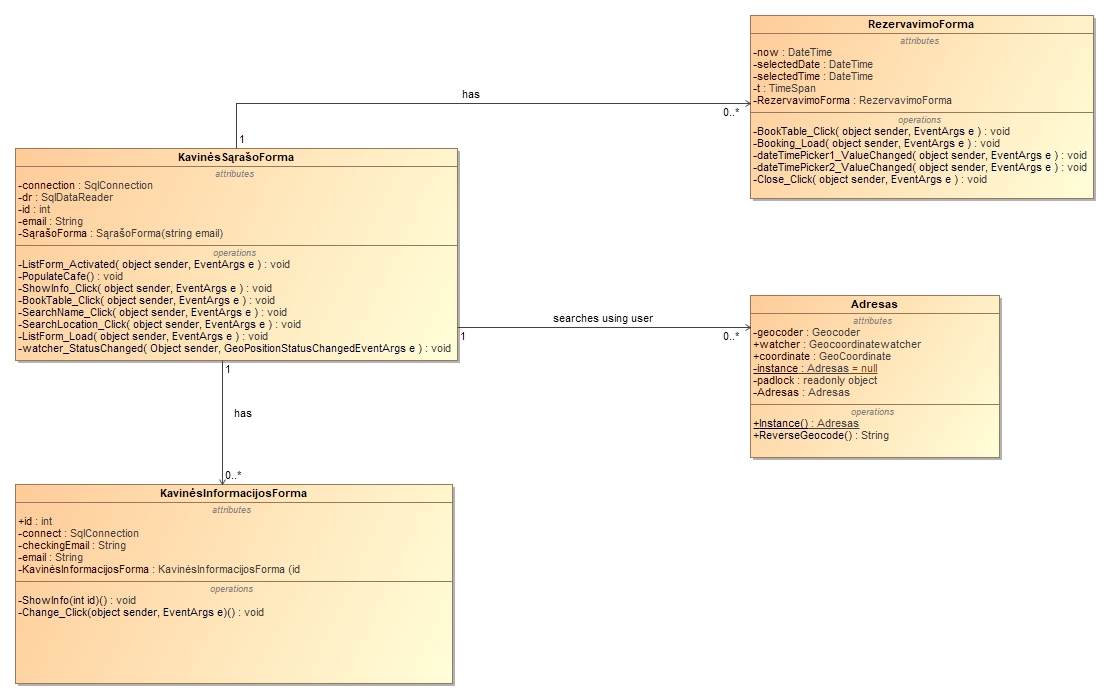 RezervavimoForma
attributes
-now : DateTime
-selectedDate : DateTime
-selectedTime : DateTime
-t : TimeSpan
-RezervavimoForma : RezervavimoForma
operations
-BookTable_Click( object sender, EventArgs e ) : void
-Booking_Load( object sender, EventArgs e ) : void
-dateTimePicker1_ValueChanged( object sender, EventArgs e ) : void
-dateTimePicker2_ValueChanged( object sender, EventArgs e ) : void
-Close_Click( object sender, EventArgs e ) : void
has
0..*
1
KavinėsSąrašoForma
attributes
-connection : SqlConnection
-dr : SqlDataReader
-id : int
-email : String
-SąrašoForma : SąrašoForma(string email)
operations
-ListForm_Activated( object sender, EventArgs e ) : void
-PopulateCafe() : void
-ShowInfo_Click( object sender, EventArgs e ) : void
-BookTable_Click( object sender, EventArgs e ) : void
-SearchName_Click( object sender, EventArgs e ) : void
-SearchLocation_Click( object sender, EventArgs e ) : void
-ListForm_Load( object sender, EventArgs e ) : void
-watcher_StatusChanged( Object sender, GeoPositionStatusChangedEventArgs e ) : void
searches using user
1
0..*
Adresas
attributes
-geocoder : Geocoder
+watcher : Geocoordinatewatcher
+coordinate : GeoCoordinate
-instance : Adresas = null
-padlock : readonly object
-Adresas : Adresas
operations
+Instance() : Adresas
+ReverseGeocode() : String
1
has
0..*
KavinėsInformacijosForma
attributes
+id : int
-connect : SqlConnection
-checkingEmail : String
-email : String
-KavinėsInformacijosForma : KavinėsInformacijosForma (id
operations
-ShowInfo(int id)() : void
-Change_Click(object sender, EventArgs e)() : void